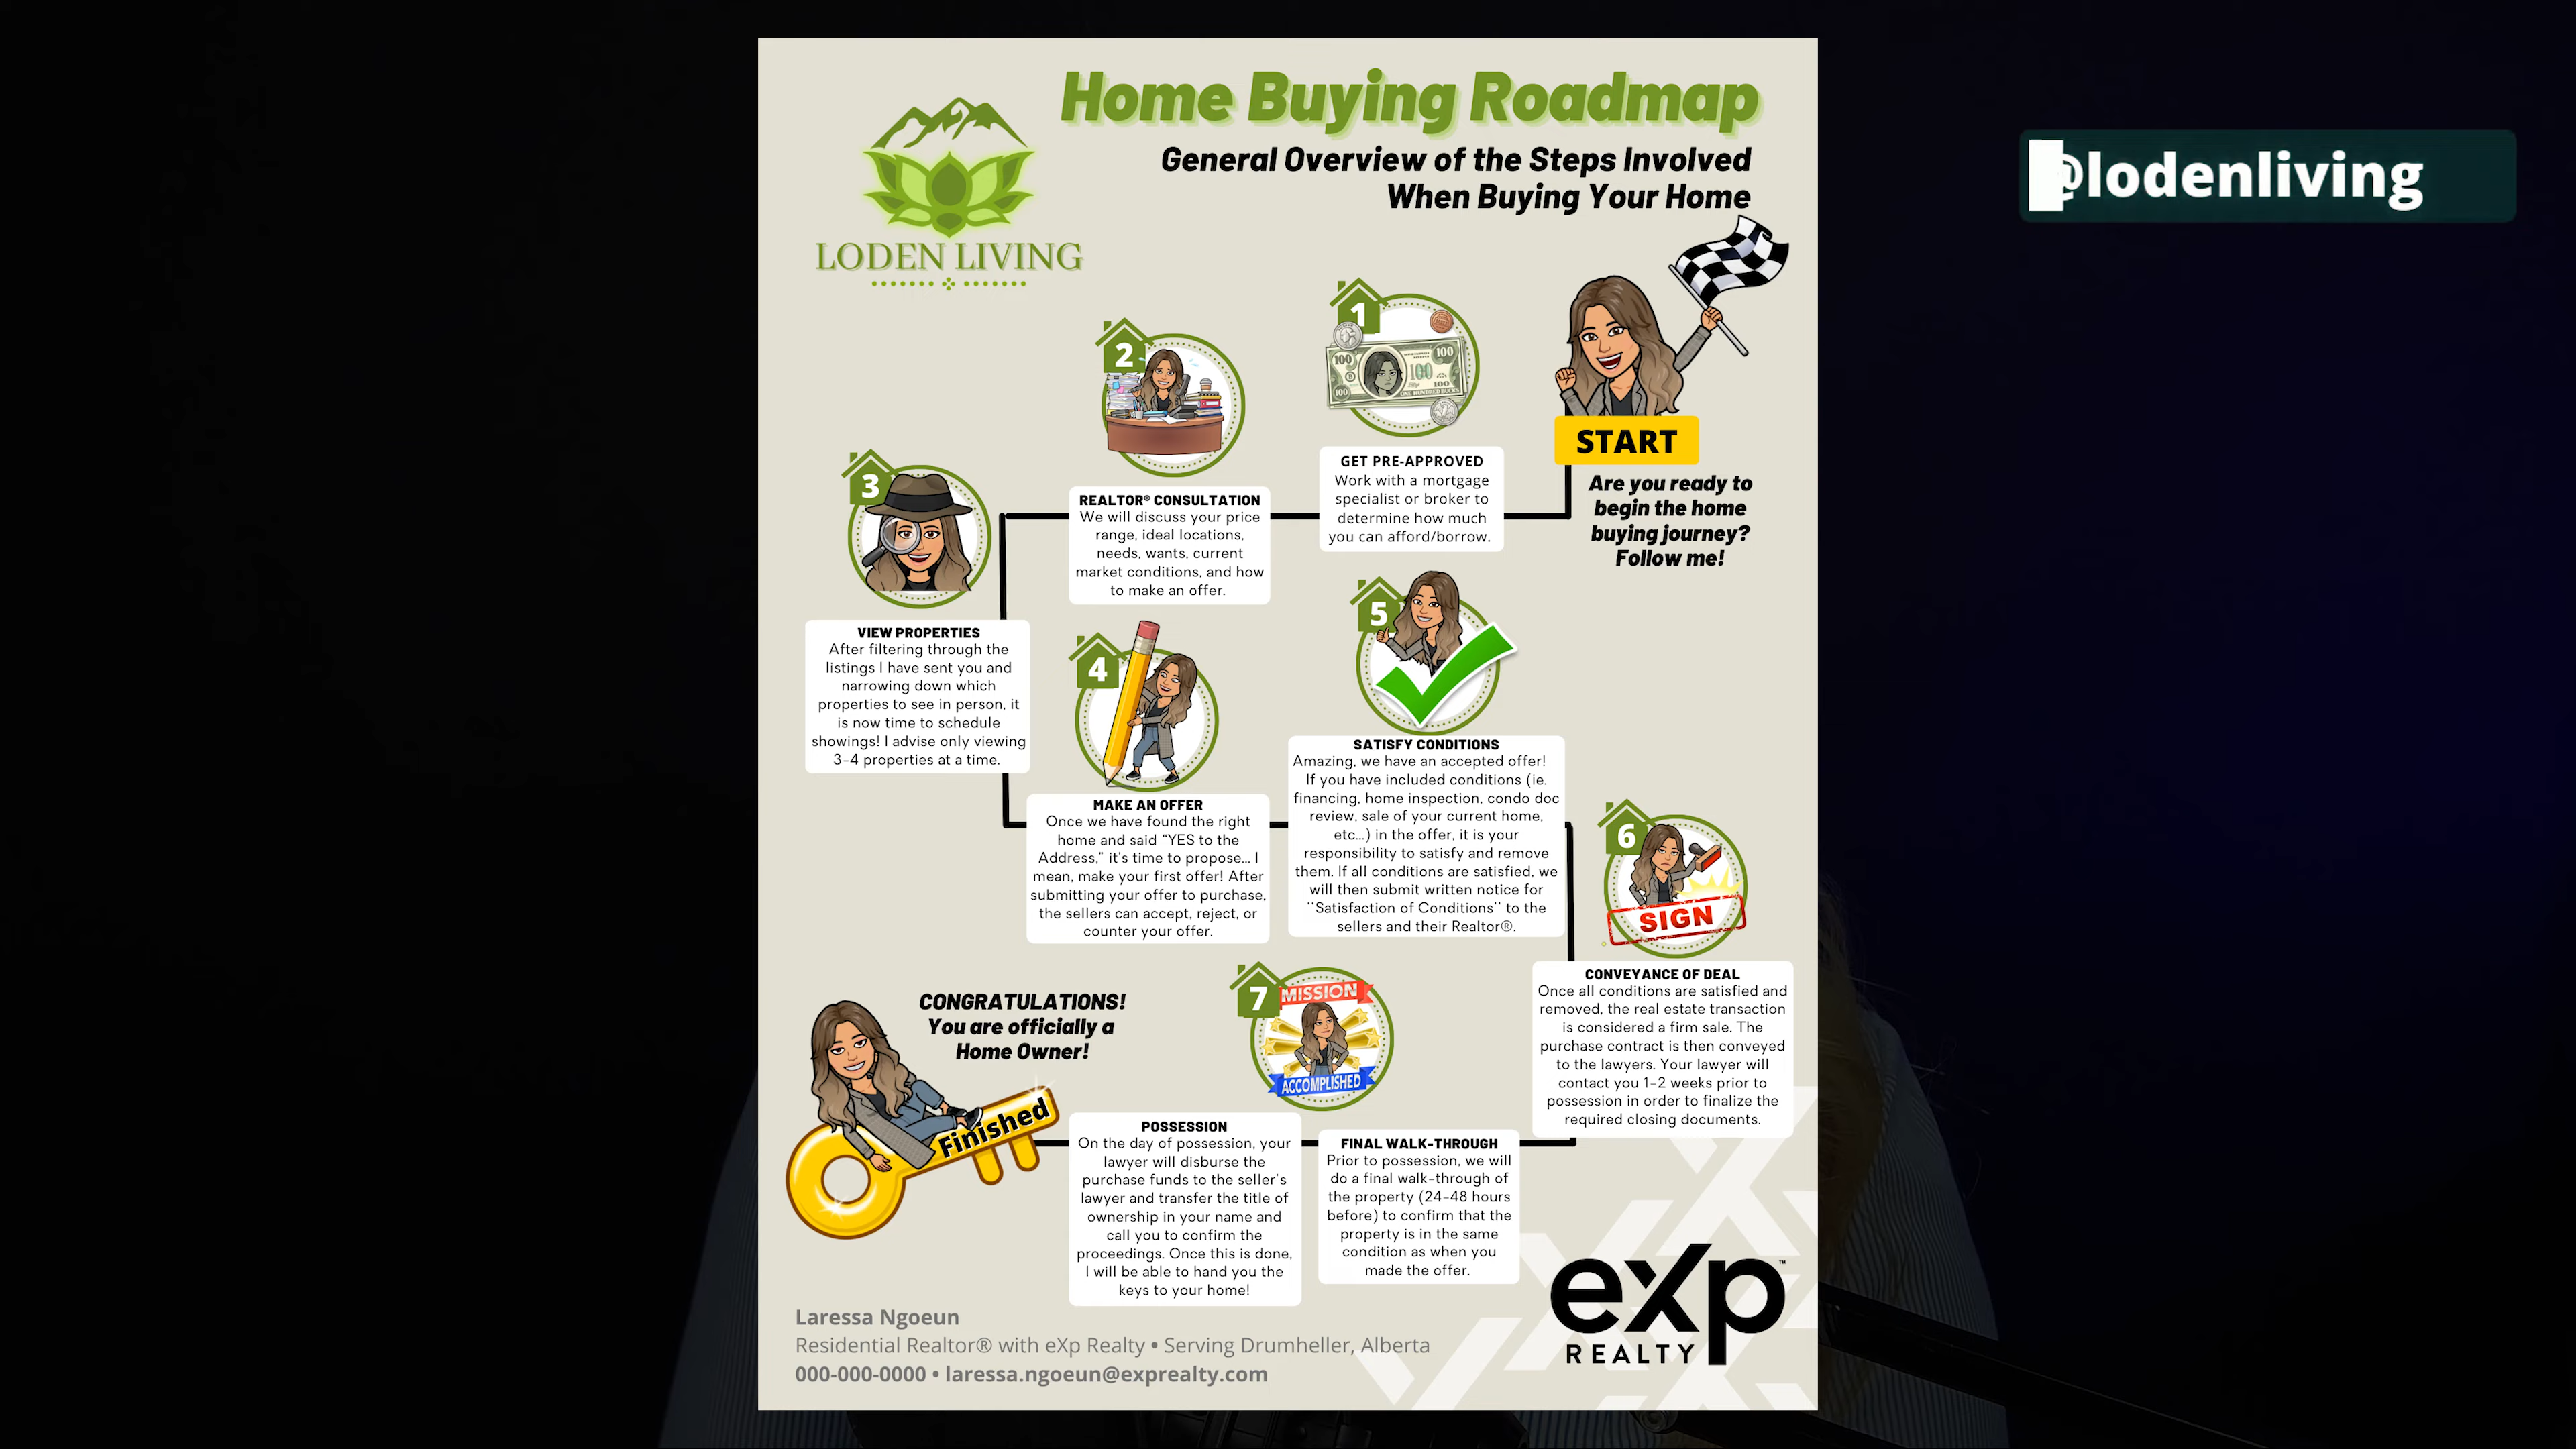 Home Buying Roadmap
General Overview of the Steps Involved
When Buying Your Home
LODEN LIVING
@lodenliving
START
Are you ready to
begin the home
buying journey?
Follow me!
1
100
100
100
100
100
ONE HUNDRED BUCKS
GET PRE-APPROVED
Work with a mortgage
specialist or broker to
determine how much
you can afford/borrow.
2
REALTOR® CONSULTATION
We will discuss your price
range, ideal locations,
needs, wants, current
market conditions, and how
to make an offer.
3
VIEW PROPERTIES
After filtering through the
listings I have sent you and
narrowing down which
properties to see in person, it
is now time to schedule
showings! I advise only viewing
3-4 properties at a time.
4
MAKE AN OFFER
Once we have found the right
home and said "YES to the
Address," it's time to propose... I
mean, make your first offer! After
submitting your offer to purchase,
the sellers can accept, reject, or
counter your offer.
5
SATISFY CONDITIONS
Amazing, we have an accepted offer!
If you have included conditions (ie.
financing, home inspection, condo doc
review, sale of your current home,
etc...) in the offer, it is your
responsibility to satisfy and remove
them. If all conditions are satisfied, we
will then submit written notice for
''Satisfaction of Conditions'' to the
sellers and their Realtor®.
6
SIGN
CONVEYANCE OF DEAL
Once all conditions are satisfied and
removed, the real estate transaction
is considered a firm sale. The
purchase contract is then conveyed
to the lawyers. Your lawyer will
contact you 1-2 weeks prior to
possession in order to finalize the
required closing documents.
7
MISSION
ACCOMPLISHED
FINAL WALK-THROUGH
Prior to possession, we will
do a final walk-through of
the property (24-48 hours
before) to confirm that the
property is in the same
condition as when you
made the offer.
POSSESSION
On the day of possession, your
lawyer will disburse the
purchase funds to the seller's
lawyer and transfer the title of
ownership in your name and
call you to confirm the
proceedings. Once this is done,
I will be able to hand you the
keys to your home!
CONGRATULATIONS!
You are officially a
Home Owner!
Finished
Laressa Ngoeun
Residential Realtor® with eXp Realty • Serving Drumheller, Alberta
000-000-0000 • laressa.ngoeun@exprealty.com
eXp™
REALTY